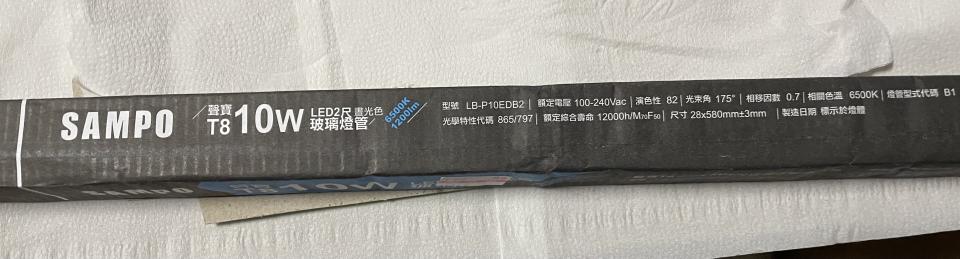 SAMPO
聲寶
T8 10W
LED2尺 晝光色
玻璃燈管
6500K
1200lm
型號 LB-P10EDB2 | 額定電壓 100-240Vac | 演色性 82 | 光束角 175° | 相移因數 0.7 | 相關色溫 6500K | 燈管型式代碼 B1
光學特性代碼 865/797 | 額定綜合壽命 12000h/M70F50 | 尺寸 28x580mm±3mm | 製造日期 標示於燈體
SAMPO
10W